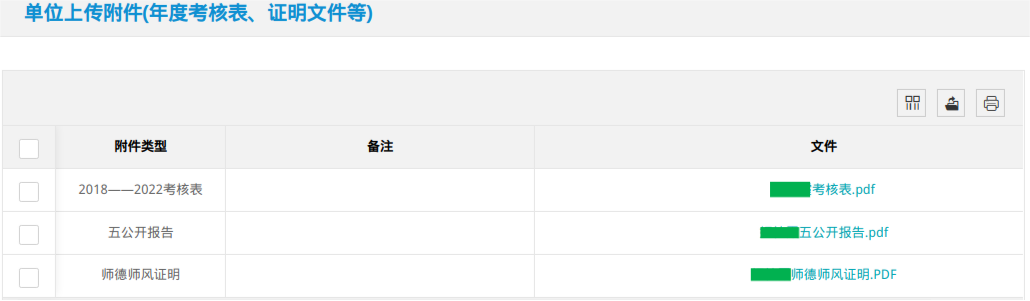 单位上传附件(年度考核表、证明文件等)
附件类型 备注 文件
2018——2022考核表 考核表.pdf
五公开报告 五公开报告.pdf
师德师风证明 师德师风证明.PDF